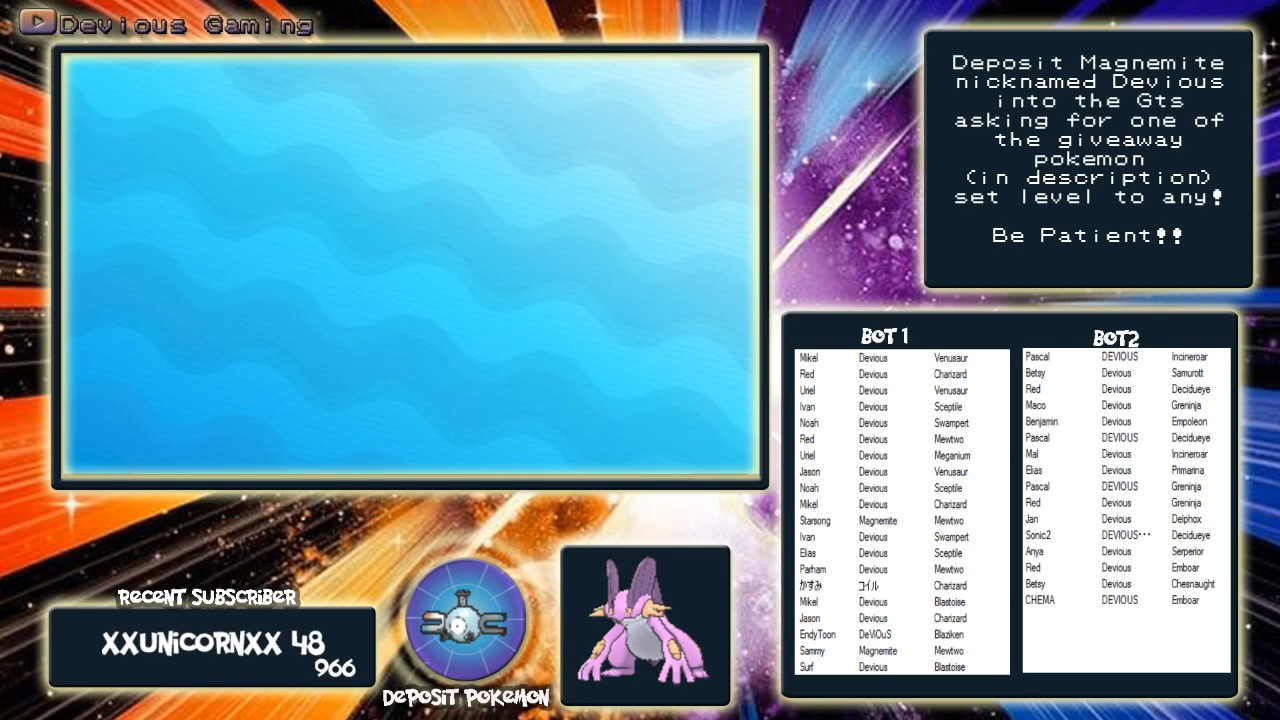 Devious Gaming
Deposit Magnemite
nicknamed Devious
into the Gts
asking for one of
the giveaway
pokemon
(in description)
set level to any!
Be Patient!!
BOT 1
Mikel Devious Venusaur
Red Devious Charizard
Uriel Devious Venusaur
Ivan Devious Sceptile
Noah Devious Swampert
Red Devious Mewtwo
Uriel Devious Meganium
Jason Devious Venusaur
Noah Devious Sceptile
Mikel Devious Charizard
Starsong Magnemite Mewtwo
Ivan Devious Swampert
Elias Devious Sceptile
Parham Devious Mewtwo
かすみ コイル Charizard
Mikel Devious Blastoise
Jason Devious Charizard
EndyToon DeVIOuS Blaziken
Sammy Magnemite Mewtwo
Surf Devious Blastoise
BOT2
Pascal DEVIOUS Incineroar
Betsy Devious Samurott
Red Devious Decidueye
Maco Devious Greninja
Benjamin Devious Empoleon
Pascal DEVIOUS Decidueye
Mal Devious Incineroar
Elias Devious Primarina
Pascal DEVIOUS Greninja
Red Devious Greninja
Jan Devious Delphox
Sonic2 DEVIOUS··· Decidueye
Anya Devious Serperior
Red Devious Emboar
Betsy Devious Chesnaught
CHEMA DEVIOUS Emboar
RECENT SUBSCRIBER
XXUNICORNXX 48
966
DEPOSIT POKEMON